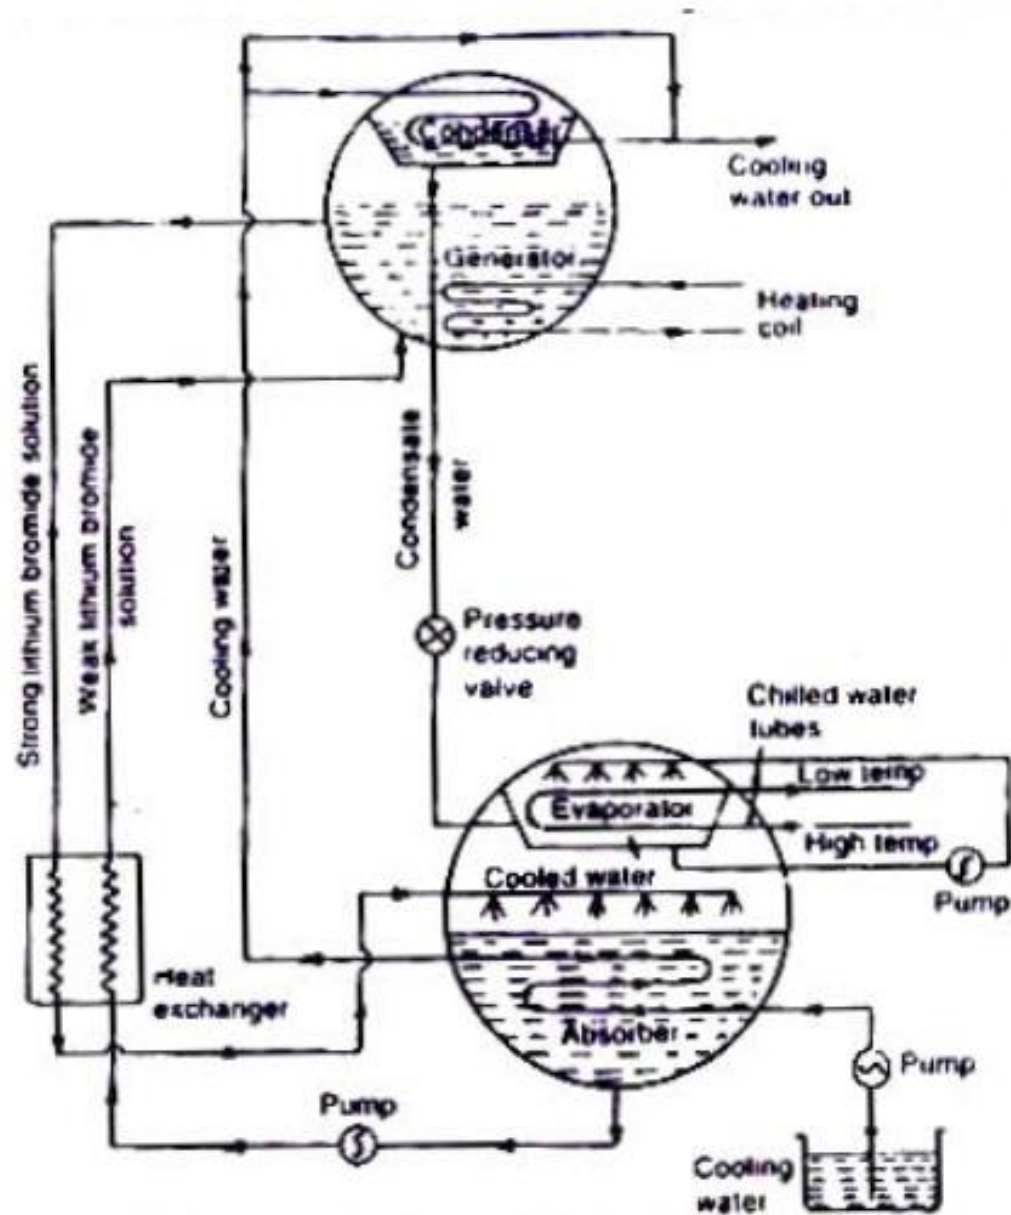 Condenser
Cooling
water out
Generator
Heating
coil
Strong lithium bromide solution
Weak lithium bromide
solution
Cooling water
Condensate
water
Pressure
reducing
valve
Chilled water
tubes
Low temp
Evaporator
High temp
Pump
Cooled water
Heat
exchanger
Absorber
Pump
Pump
Cooling
water